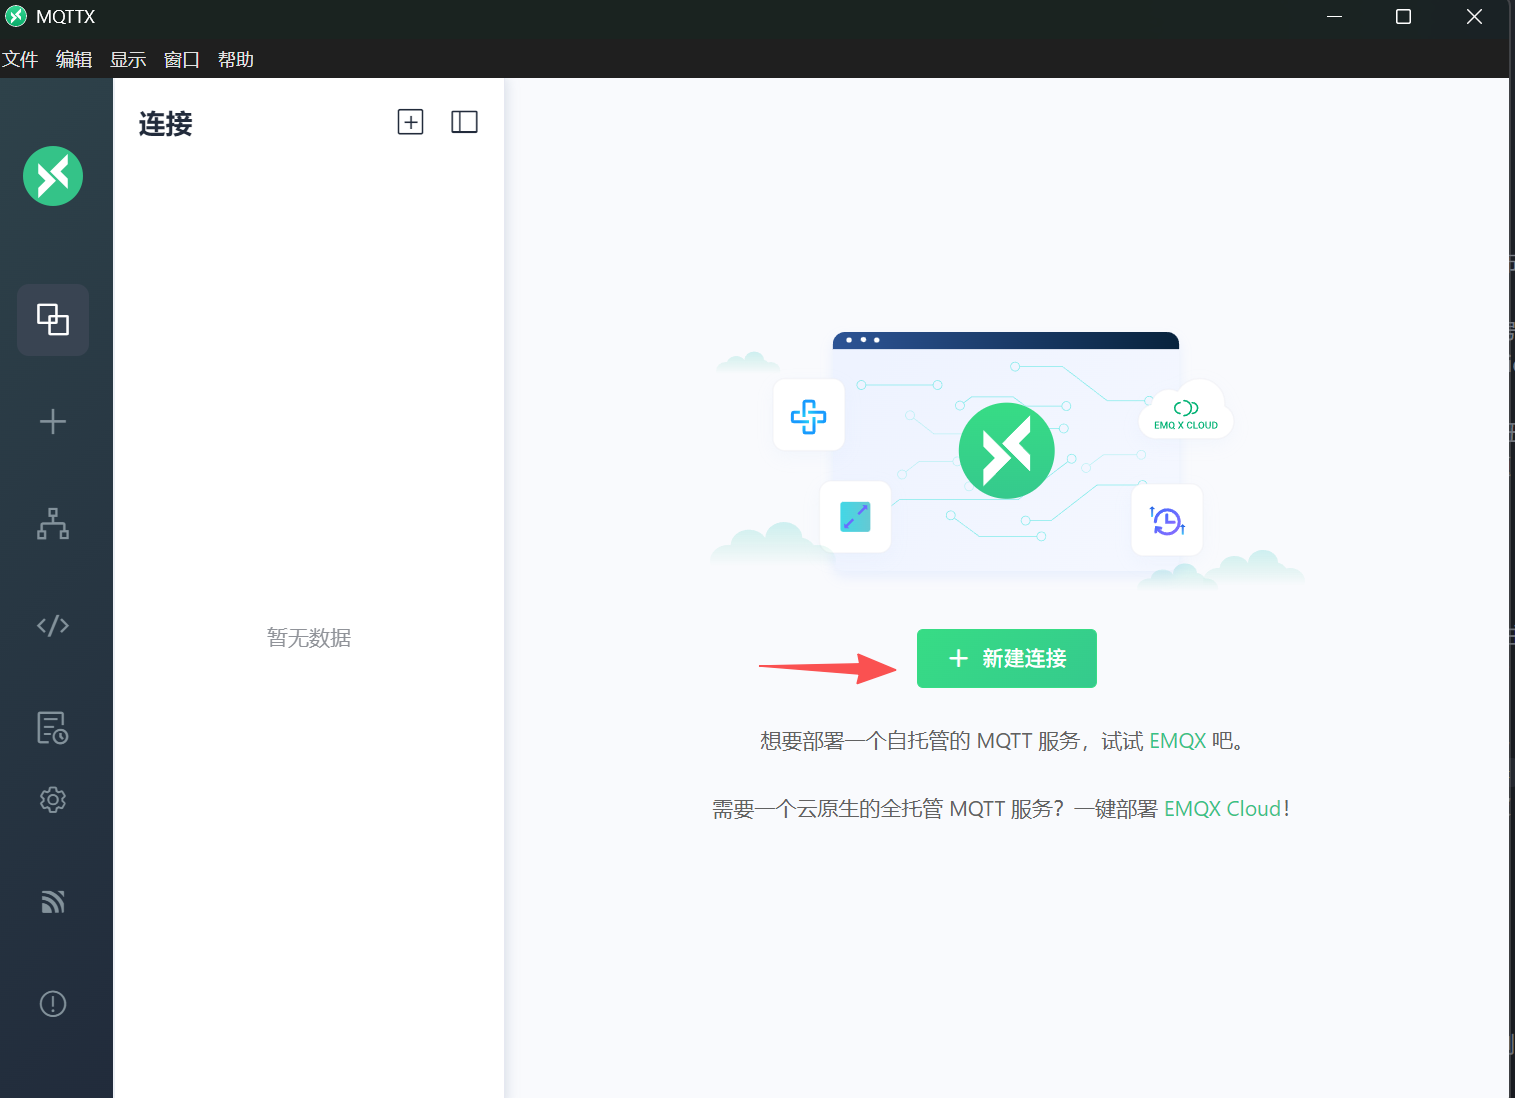 MQTTX
文件 编辑 显示 窗口 帮助
连接
暂无数据
EMQ X CLOUD
新建连接
想要部署一个自托管的 MQTT 服务，试试 EMQX 吧。
需要一个云原生的全托管 MQTT 服务？一键部署 EMQX Cloud！